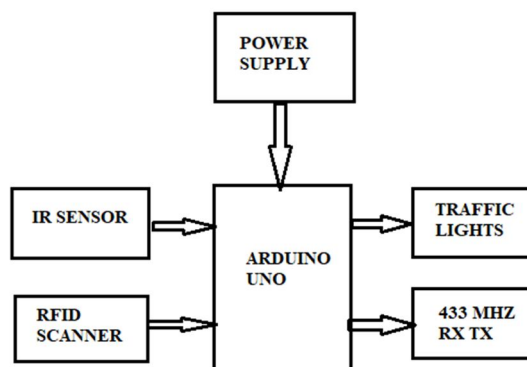 POWER
SUPPLY
IR SENSOR
ARDUINO
UNO
TRAFFIC
LIGHTS
RFID
SCANNER
433 MHZ
RX TX